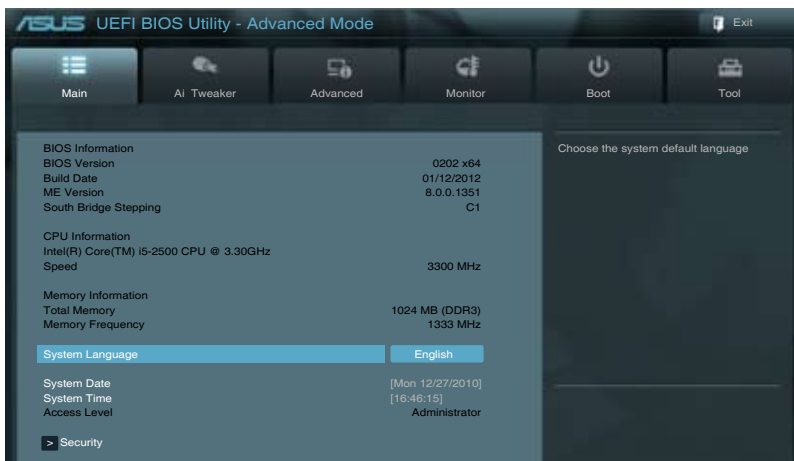 ASUS UEFI BIOS Utility - Advanced Mode Exit
Main Ai Tweaker Advanced Monitor Boot Tool
BIOS Information
BIOS Version 0202 x64
Build Date 01/12/2012
ME Version 8.0.0.1351
South Bridge Stepping C1
CPU Information
Intel(R) Core(TM) i5-2500 CPU @ 3.30GHz
Speed 3300 MHz
Memory Information
Total Memory 1024 MB (DDR3)
Memory Frequency 1333 MHz
System Language English
System Date [Mon 12/27/2010]
System Time [16:46:15]
Access Level Administrator
> Security
Choose the system default language